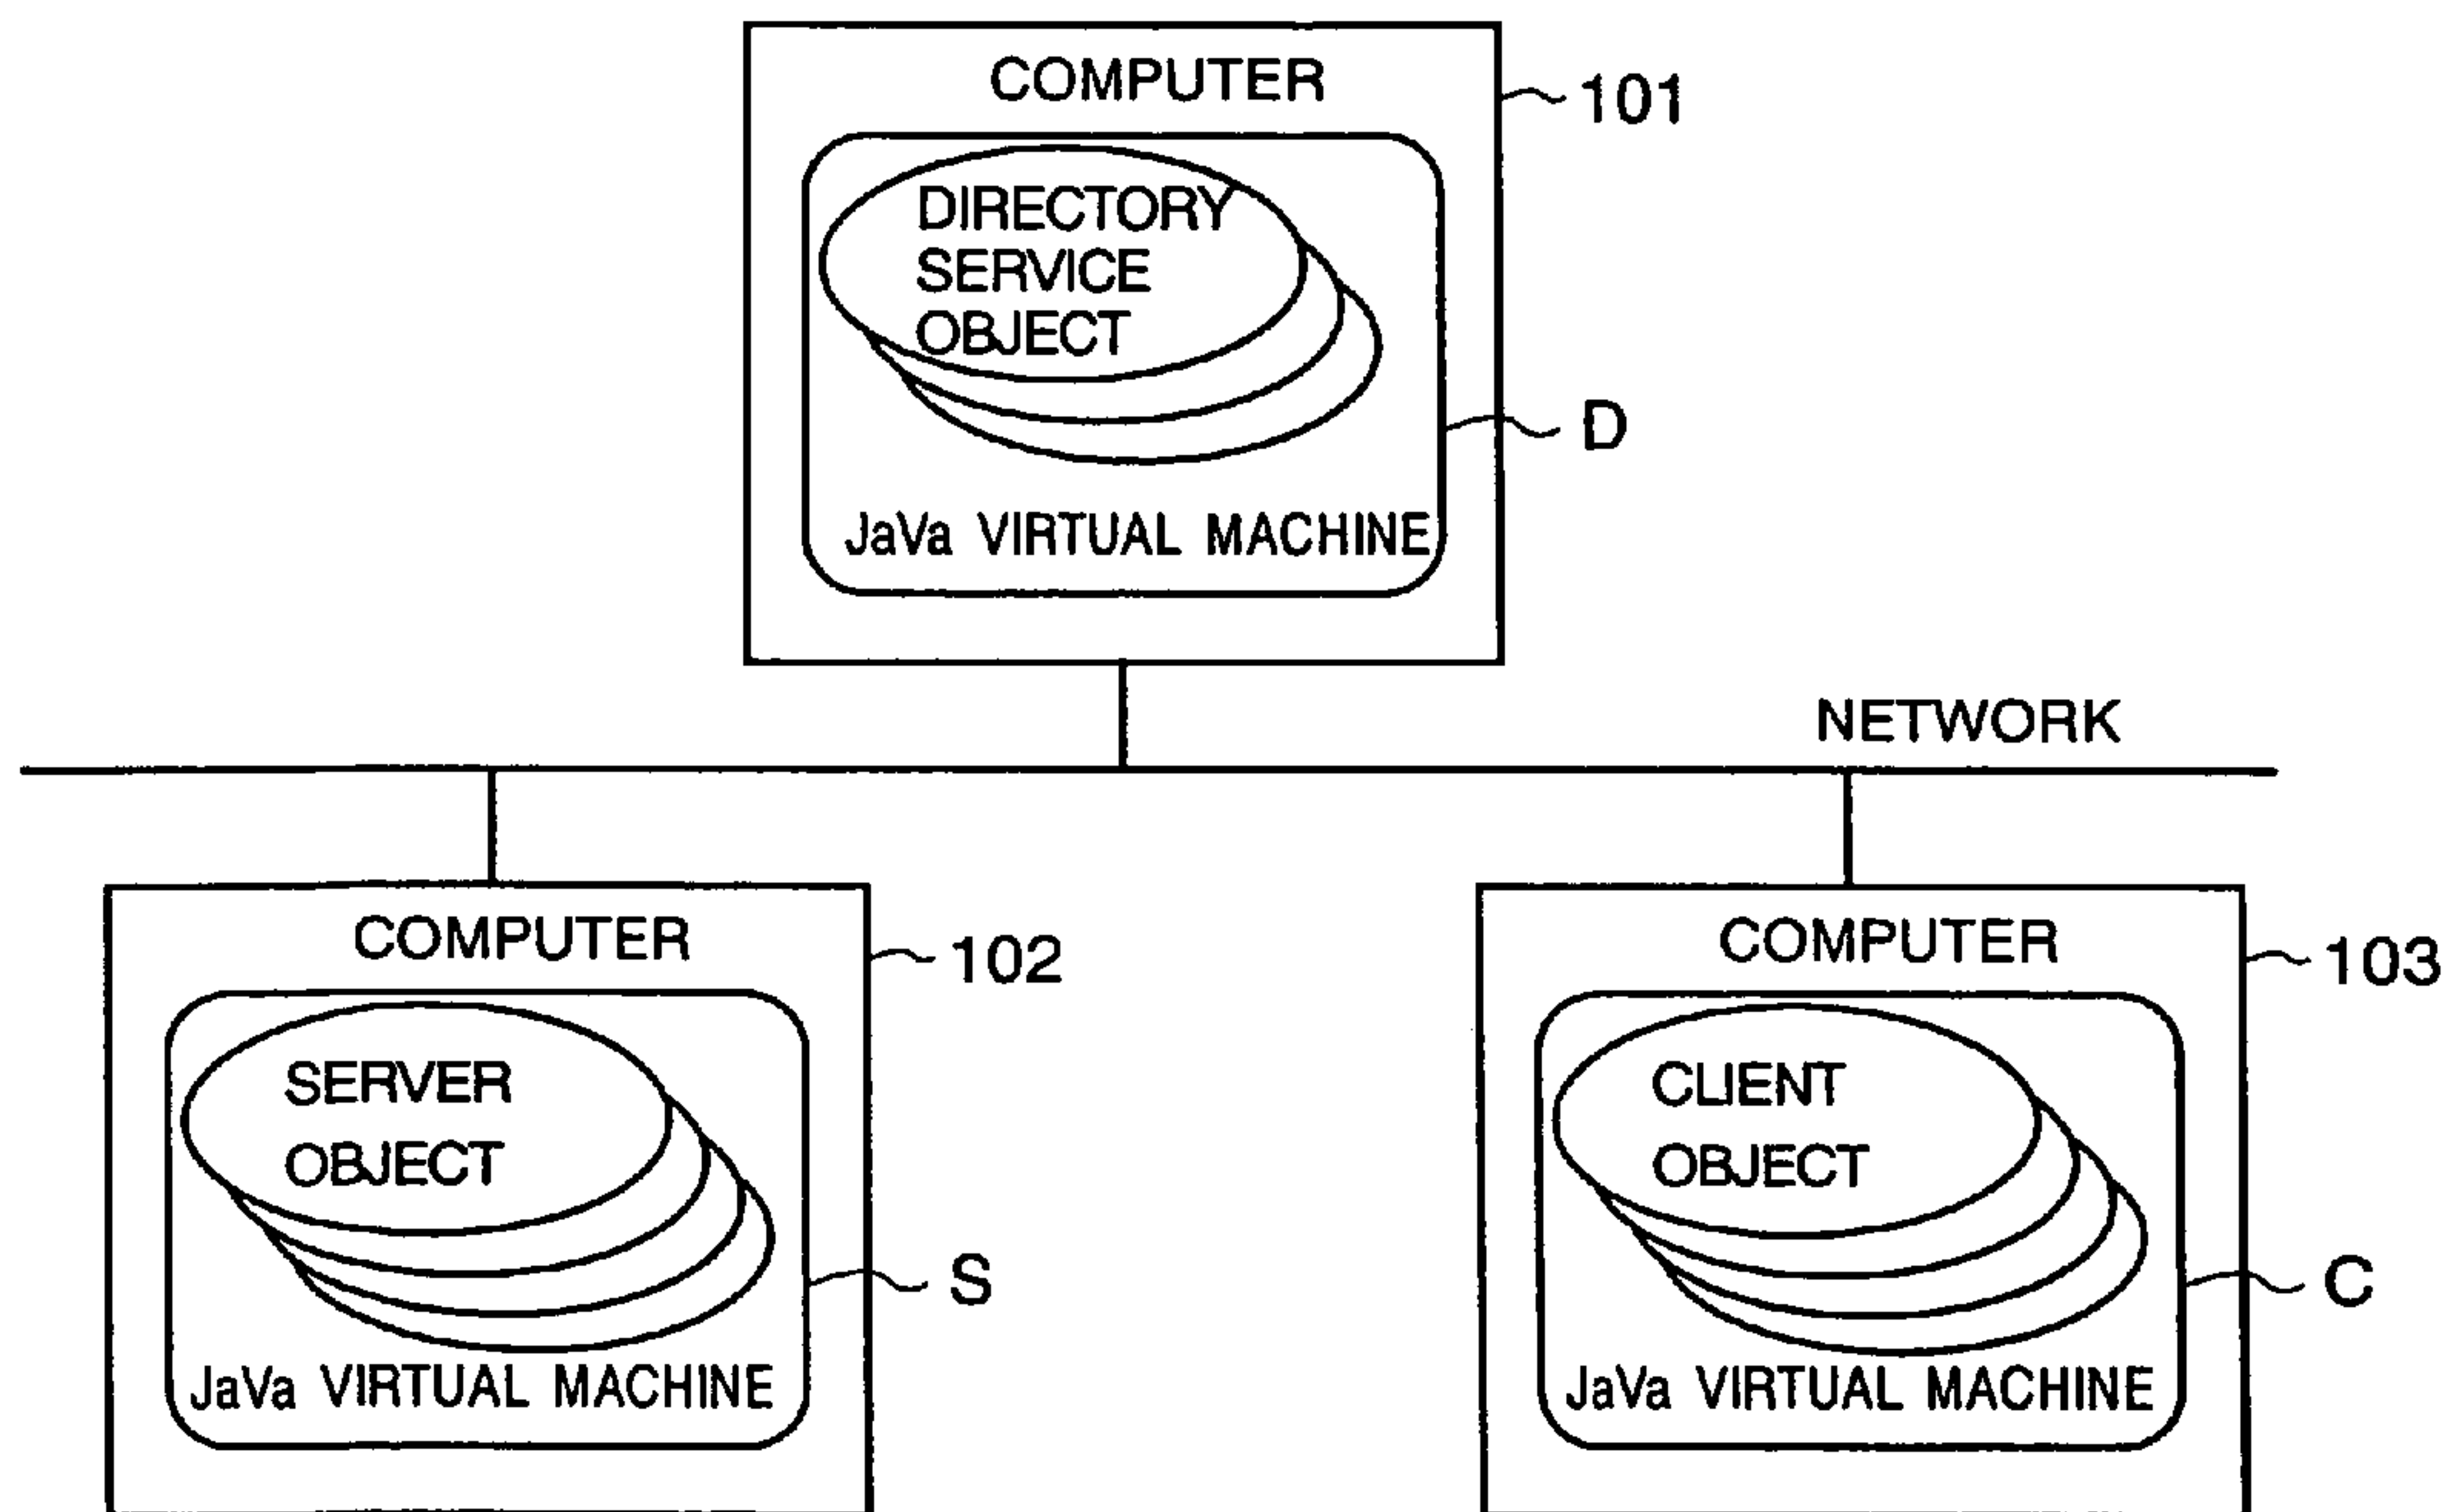 COMPUTER
101
DIRECTORY
SERVICE
OBJECT
D
JaVa VIRTUAL MACHINE
NETWORK
COMPUTER
102
SERVER
OBJECT
S
JaVa VIRTUAL MACHINE
COMPUTER
103
CLIENT
OBJECT
C
JaVa VIRTUAL MACHINE